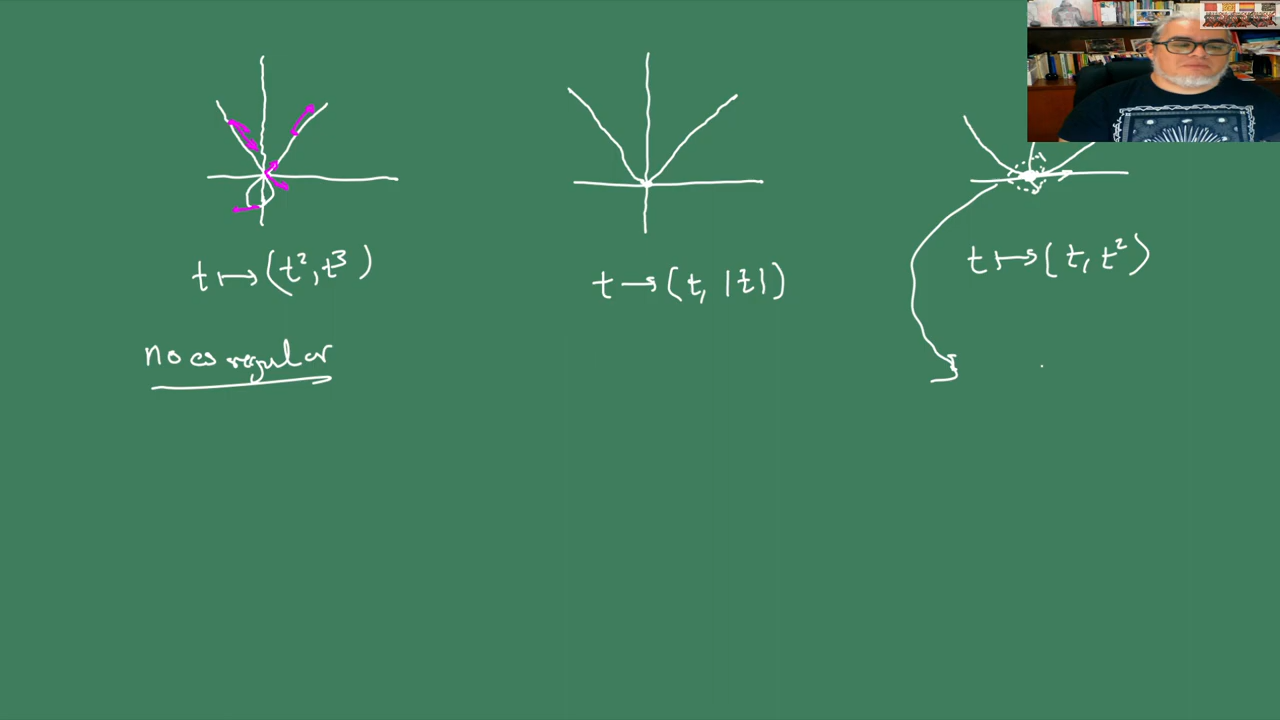 t ↦ (t², t³)
t → (t, |t|)
t ↦ (t, t²)
no es regular